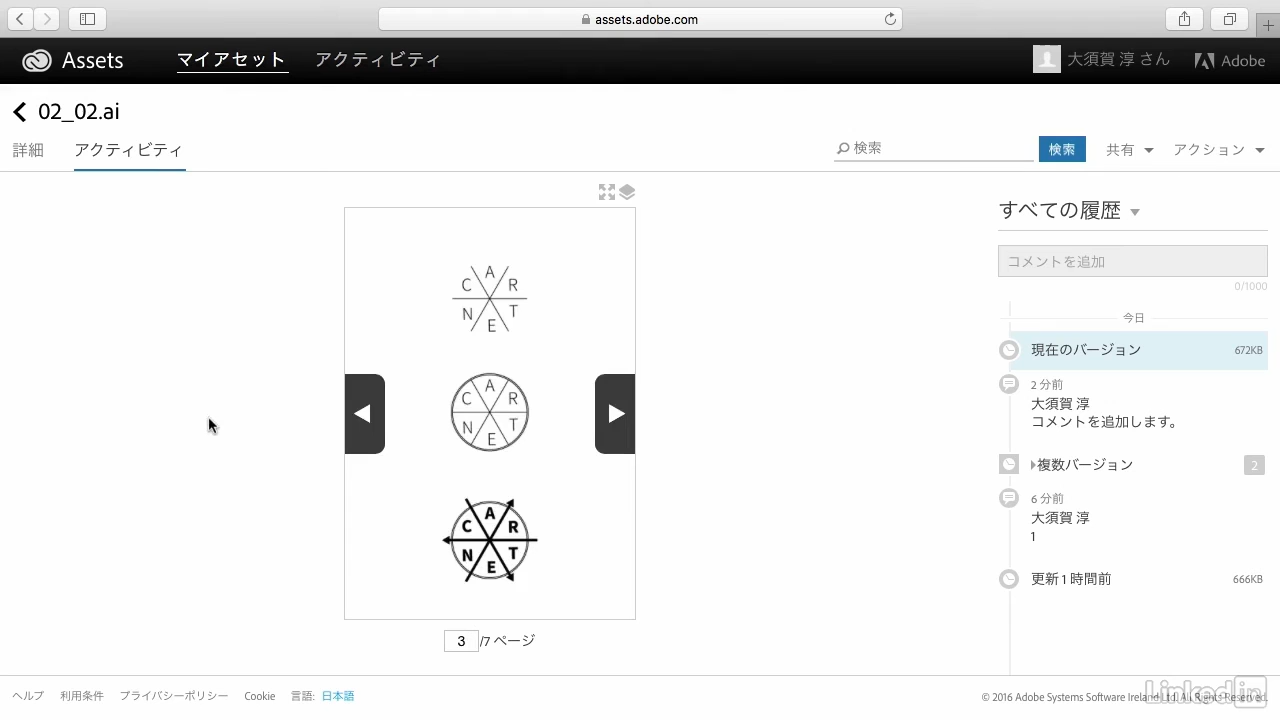 assets.adobe.com
Assets
マイアセット
アクティビティ
大須賀 淳 さん
Adobe
02_02.ai
詳細
アクティビティ
検索
検索
共有
アクション
すべての履歴
コメントを追加
0/1000
今日
現在のバージョン
672KB
2 分前
大須賀 淳
コメントを追加します。
複数バージョン
2
6 分前
大須賀 淳
1
更新 1 時間前
666KB
C A R
N E T
C A R
N E T
C A R
N E T
3 /7 ページ
ヘルプ
利用条件
プライバシーポリシー
Cookie
言語: 日本語
© 2016 Adobe Systems Software Ireland Ltd. All Rights Reserved.
Linked in